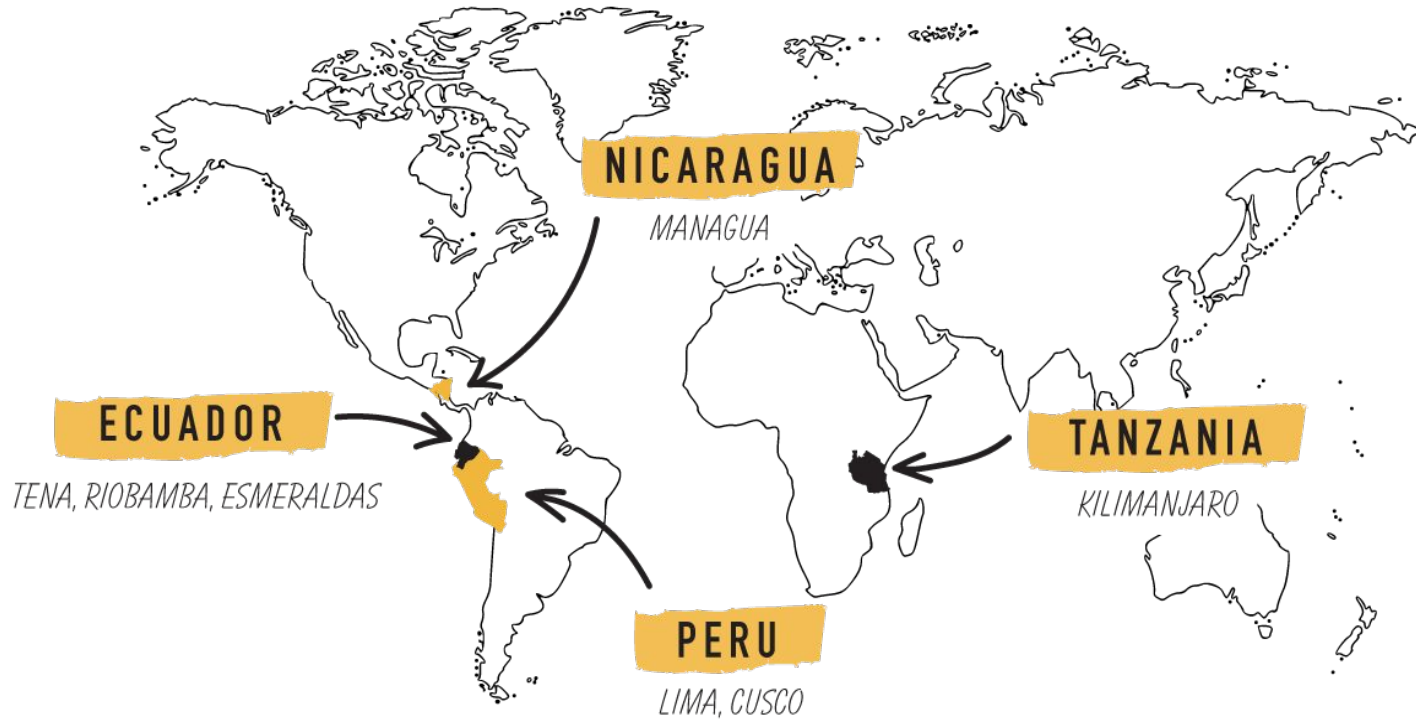 NICARAGUA
MANAGUA
ECUADOR
TENA, RIOBAMBA, ESMERALDAS
TANZANIA
KILIMANJARO
PERU
LIMA, CUSCO